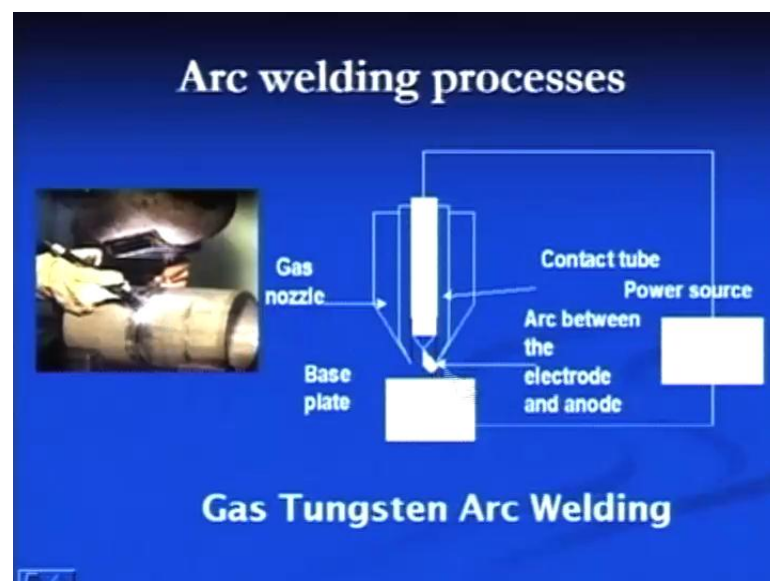 Arc welding processes
Gas
nozzle
Contact tube
Power source
Arc between
the
electrode
and anode
Base
plate
Gas Tungsten Arc Welding